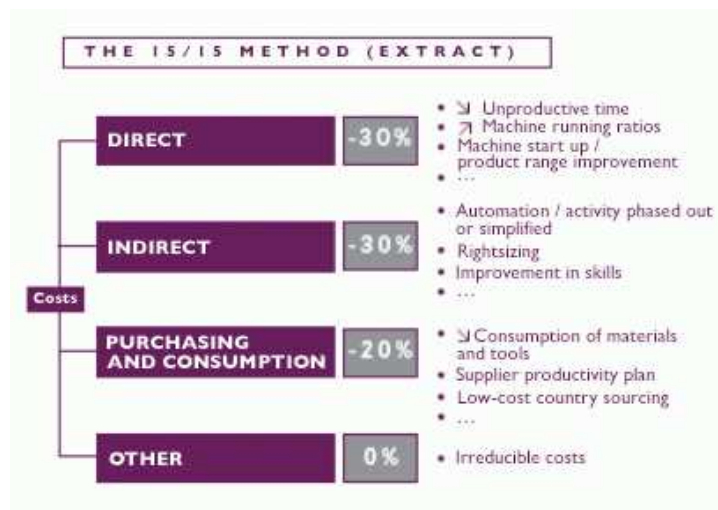 THE 15/15 METHOD (EXTRACT)
Costs
DIRECT
-30%
• ↘ Unproductive time
• ↗ Machine running ratios
• Machine start up /
product range improvement
• ...
INDIRECT
-30%
• Automation / activity phased out
or simplified
• Rightsizing
• Improvement in skills
• ...
PURCHASING
AND CONSUMPTION
-20%
• ↘ Consumption of materials
and tools
• Supplier productivity plan
• Low-cost country sourcing
• ...
OTHER
0%
• Irreducible costs